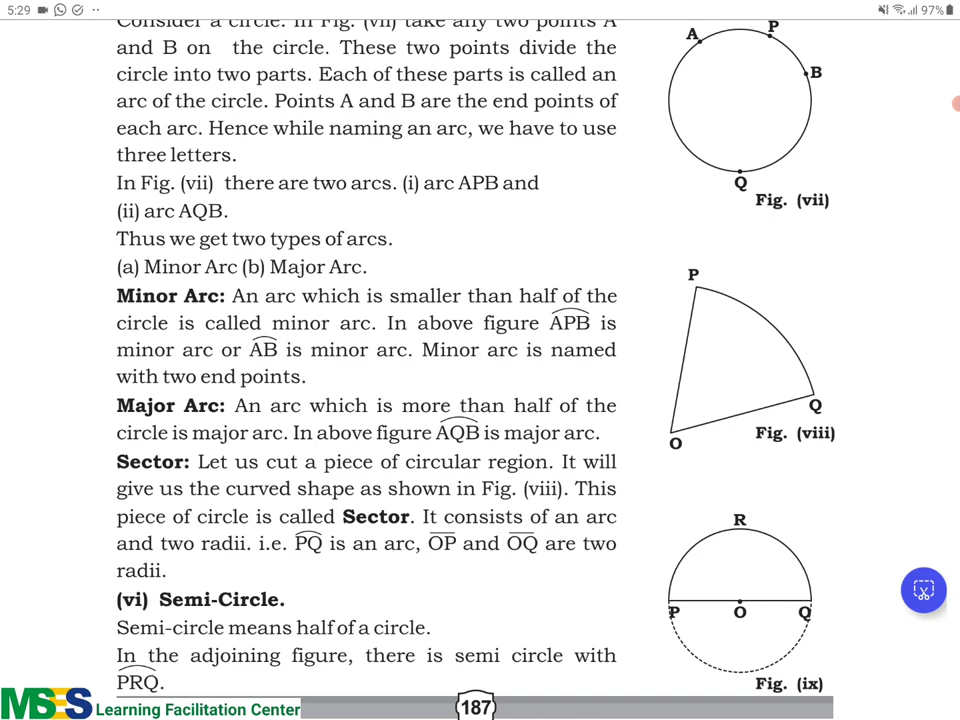 5:29
97%
Consider a circle. In Fig. (vii) take any two points A
and B on the circle. These two points divide the
circle into two parts. Each of these parts is called an
arc of the circle. Points A and B are the end points of
each arc. Hence while naming an arc, we have to use
three letters.
In Fig. (vii) there are two arcs. (i) arc APB and
(ii) arc AQB.
Thus we get two types of arcs.
(a) Minor Arc (b) Major Arc.
Minor Arc: An arc which is smaller than half of the
circle is called minor arc. In above figure APB is
minor arc or AB is minor arc. Minor arc is named
with two end points.
Major Arc: An arc which is more than half of the
circle is major arc. In above figure AQB is major arc.
Sector: Let us cut a piece of circular region. It will
give us the curved shape as shown in Fig. (viii). This
piece of circle is called Sector. It consists of an arc
and two radii. i.e. PQ is an arc, OP and OQ are two
radii.
(vi) Semi-Circle.
Semi-circle means half of a circle.
In the adjoining figure, there is semi circle with
PRQ.
A
P
B
Q
Fig. (vii)
P
Q
O
Fig. (viii)
R
P
O
Q
Fig. (ix)
MSES Learning Facilitation Center
187